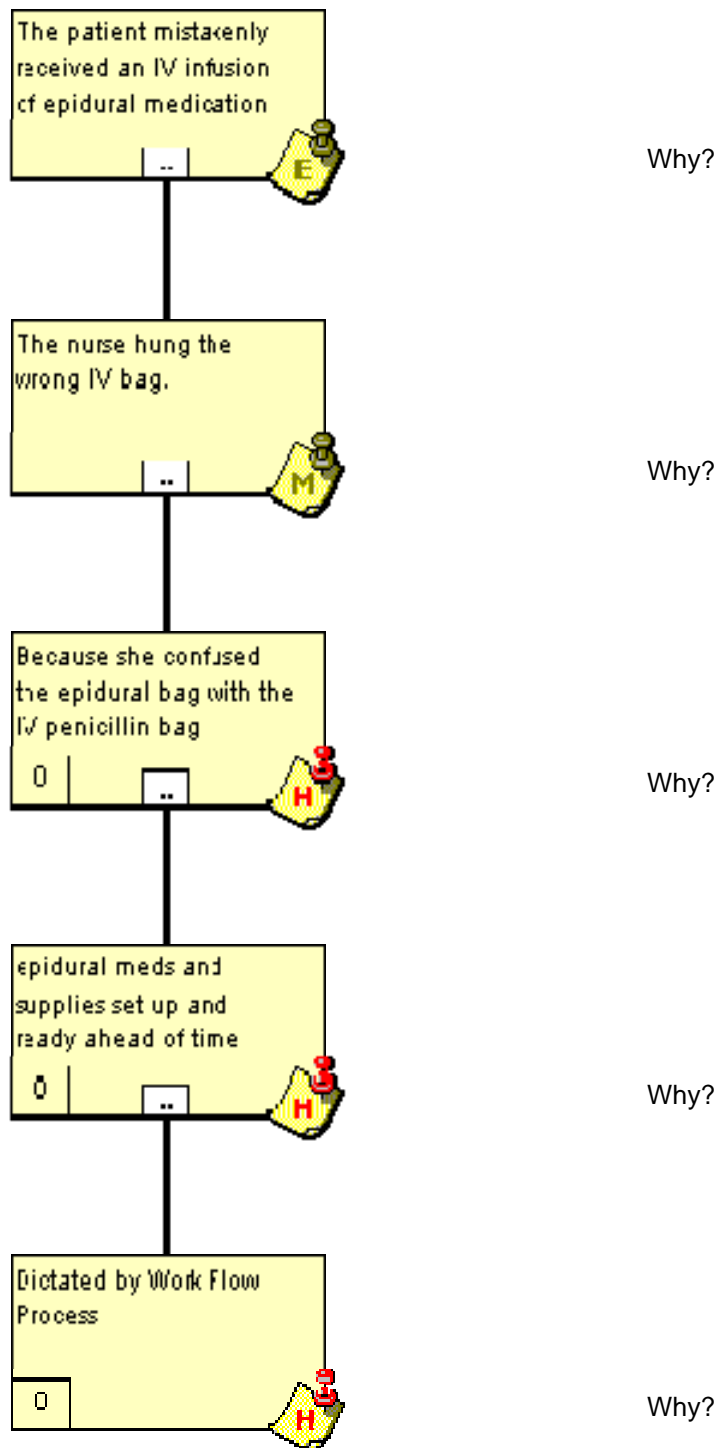 The patient mistakenly
received an IV infusion
of epidural medication
..
E
Why?
The nurse hung the
wrong IV bag.
..
M
Why?
Because she confused
the epidural bag with the
IV penicillin bag
0
..
H
Why?
epidural meds and
supplies set up and
ready ahead of time
0
..
H
Why?
Dictated by Work Flow
Process
0
H
Why?